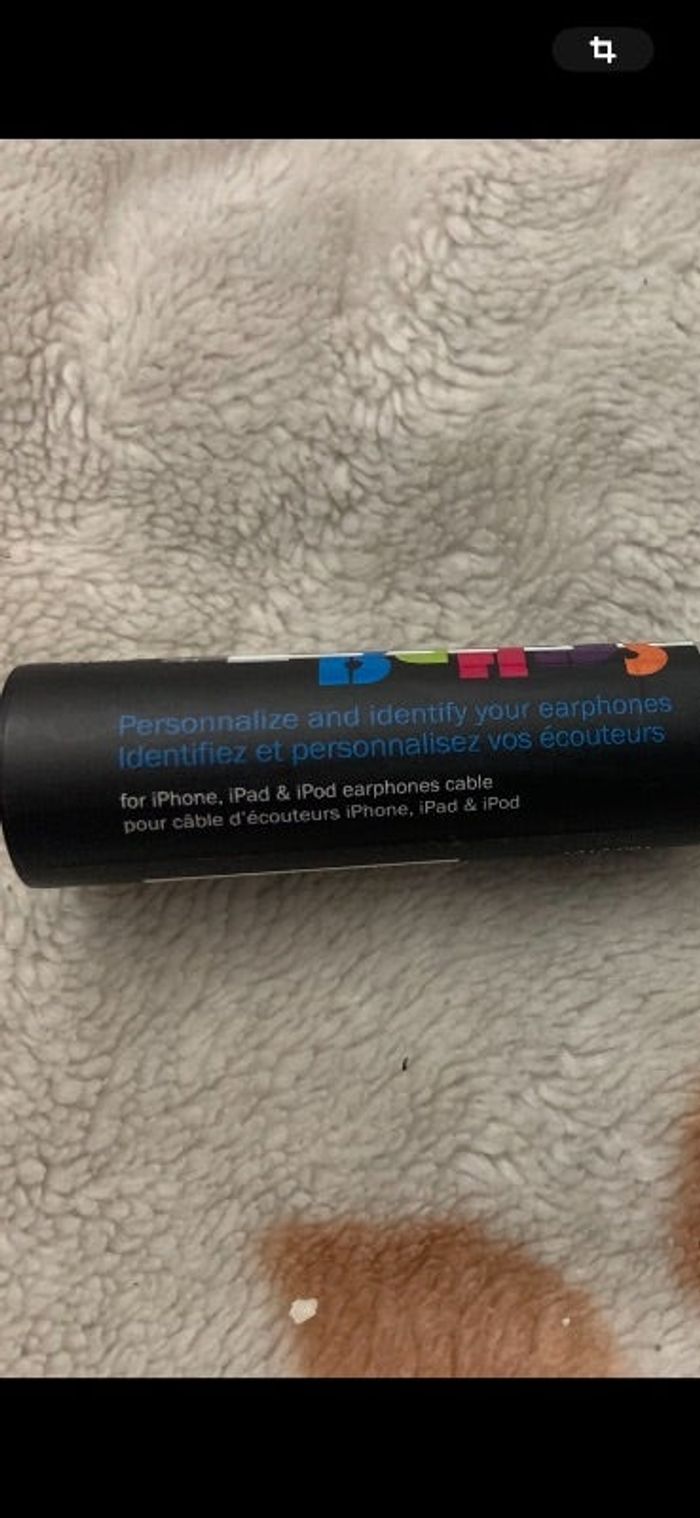 Personnalize and identify your earphones
Identifiez et personnalisez vos écouteurs
for iPhone, iPad & iPod earphones cable
pour câble d'écouteurs iPhone, iPad & iPod